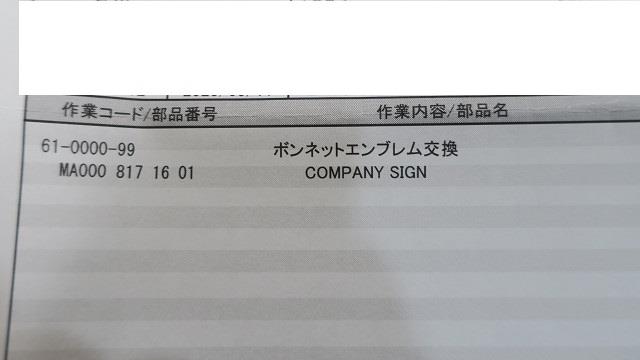 作業コード/部品番号 作業内容/部品名
61-0000-99 ボンネットエンブレム交換
MA000 817 16 01 COMPANY SIGN